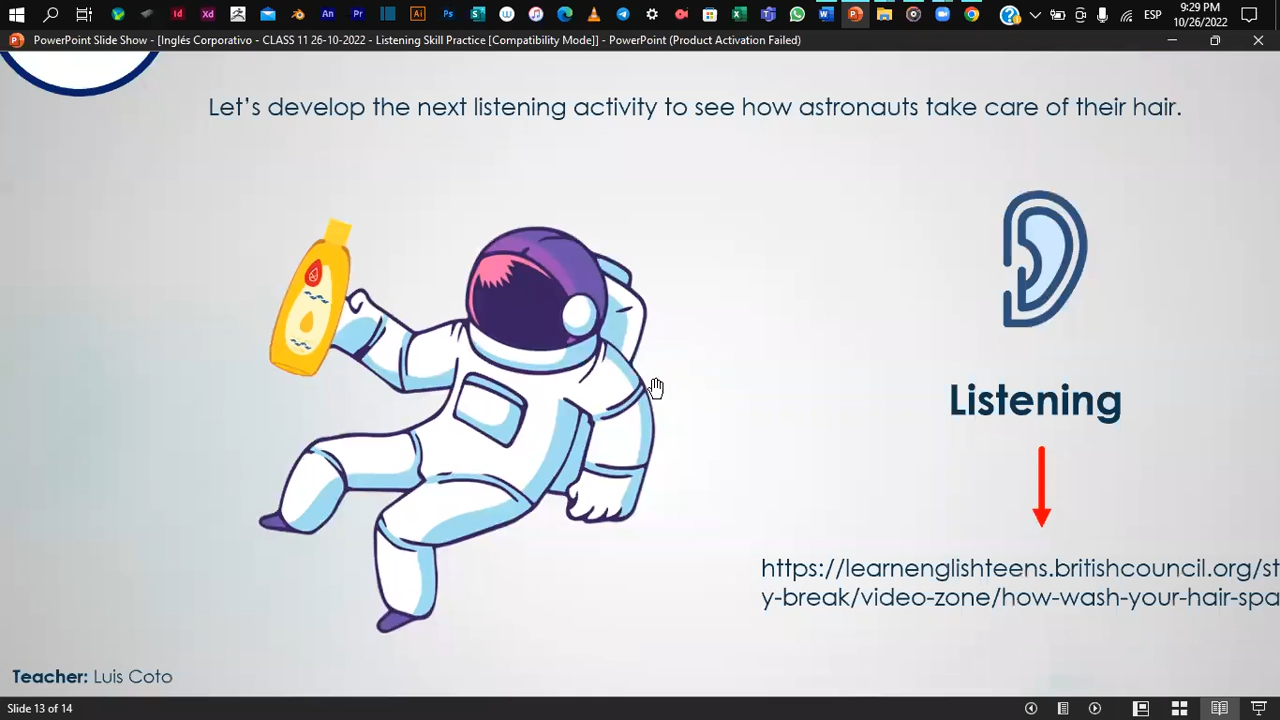 9:29 PM
ESP
10/26/2022
PowerPoint Slide Show - [Inglés Corporativo - CLASS 11 26-10-2022 - Listening Skill Practice [Compatibility Mode]] - PowerPoint (Product Activation Failed)
Let's develop the next listening activity to see how astronauts take care of their hair.
Listening
https://learnenglishteens.britishcouncil.org/st
y-break/video-zone/how-wash-your-hair-spa
Teacher: Luis Coto
Slide 13 of 14